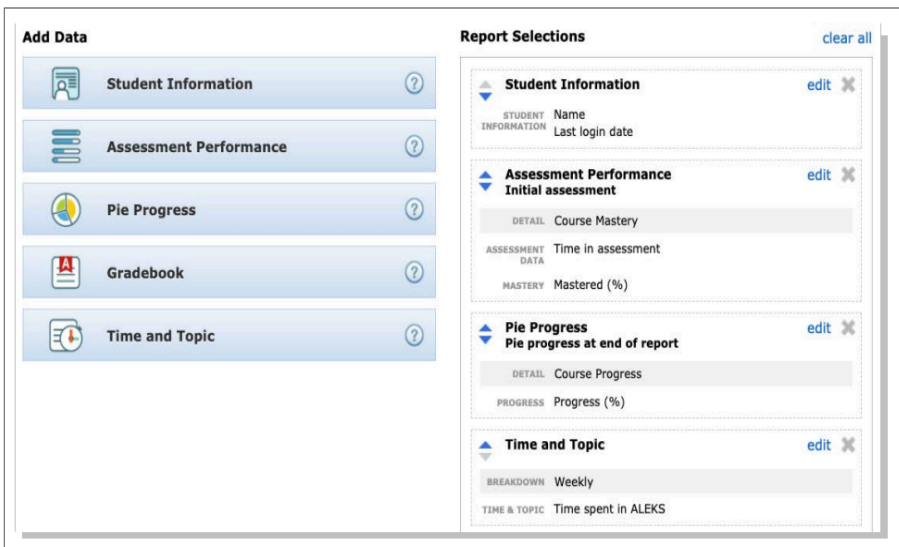 Add Data
Student Information
?
Assessment Performance
?
Pie Progress
?
A
Gradebook
?
Time and Topic
?
Report Selections
clear all
Student Information
edit
STUDENT INFORMATION Name
Last login date
Assessment Performance
edit
Initial assessment
DETAIL Course Mastery
ASSESSMENT DATA Time in assessment
MASTERY Mastered (%)
Pie Progress
edit
Pie progress at end of report
DETAIL Course Progress
PROGRESS Progress (%)
Time and Topic
edit
BREAKDOWN Weekly
TIME & TOPIC Time spent in ALEKS